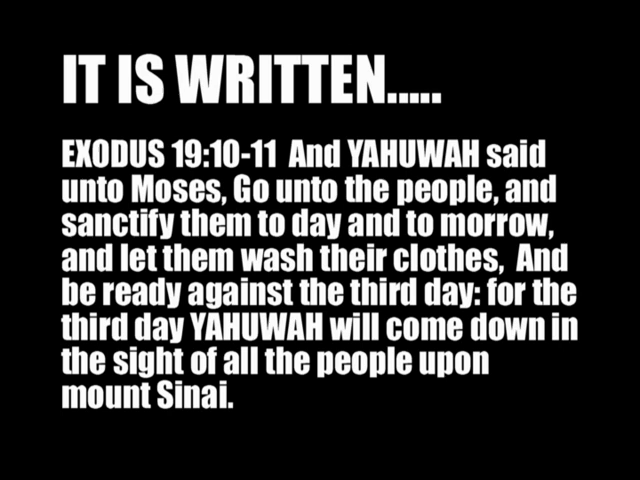 IT IS WRITTEN.....
EXODUS 19:10-11  And YAHUWAH said
unto Moses, Go unto the people, and
sanctify them to day and to morrow,
and let them wash their clothes,  And
be ready against the third day: for the
third day YAHUWAH will come down in
the sight of all the people upon
mount Sinai.